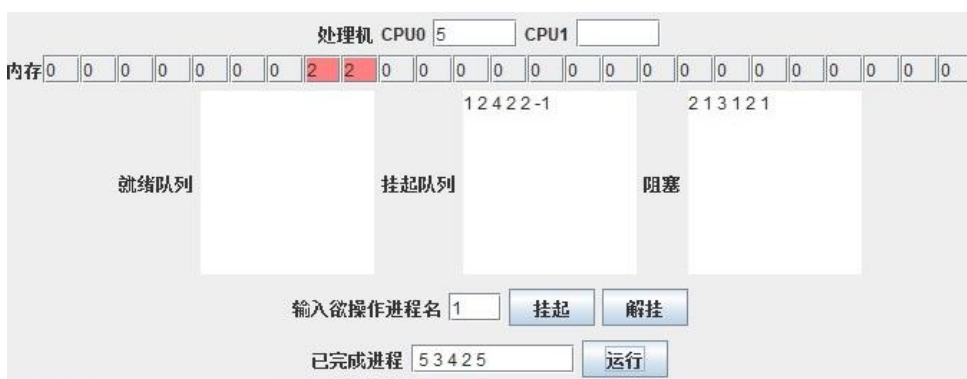 处理机 CPU0 5 CPU1
内存 0 0 0 0 0 0 0 2 2 0 0 0 0 0 0 0 0 0 0 0 0 0 0 0 0
1 2 4 2 2 -1 2 1 3 1 2 1
就绪队列 挂起队列 阻塞
输入欲操作进程名 1 挂起 解挂
已完成进程 5 3 4 2 5 运行